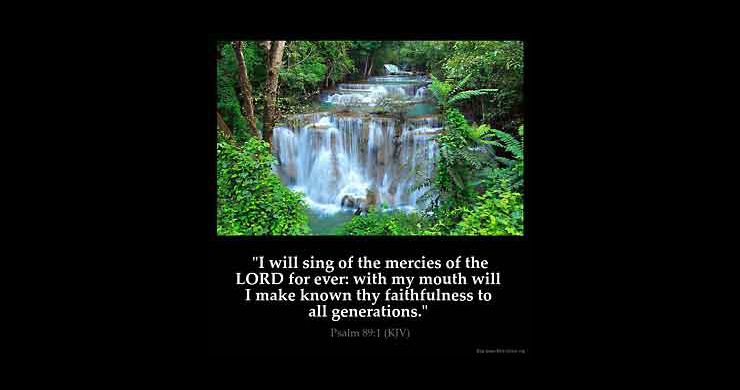 "I will sing of the mercies of the
LORD for ever: with my mouth will
I make known thy faithfulness to
all generations."
Psalm 89:1 (KJV)